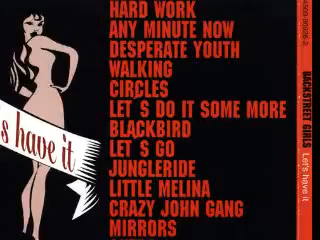 HARD WORK
ANY MINUTE NOW
DESPERATE YOUTH
WALKING
CIRCLES
LET´S DO IT SOME MORE
BLACKBIRD
LET´S GO
JUNGLERIDE
LITTLE MELINA
CRAZY JOHN GANG
MIRRORS
s have it
BACKSTREET GIRLS Let's have it